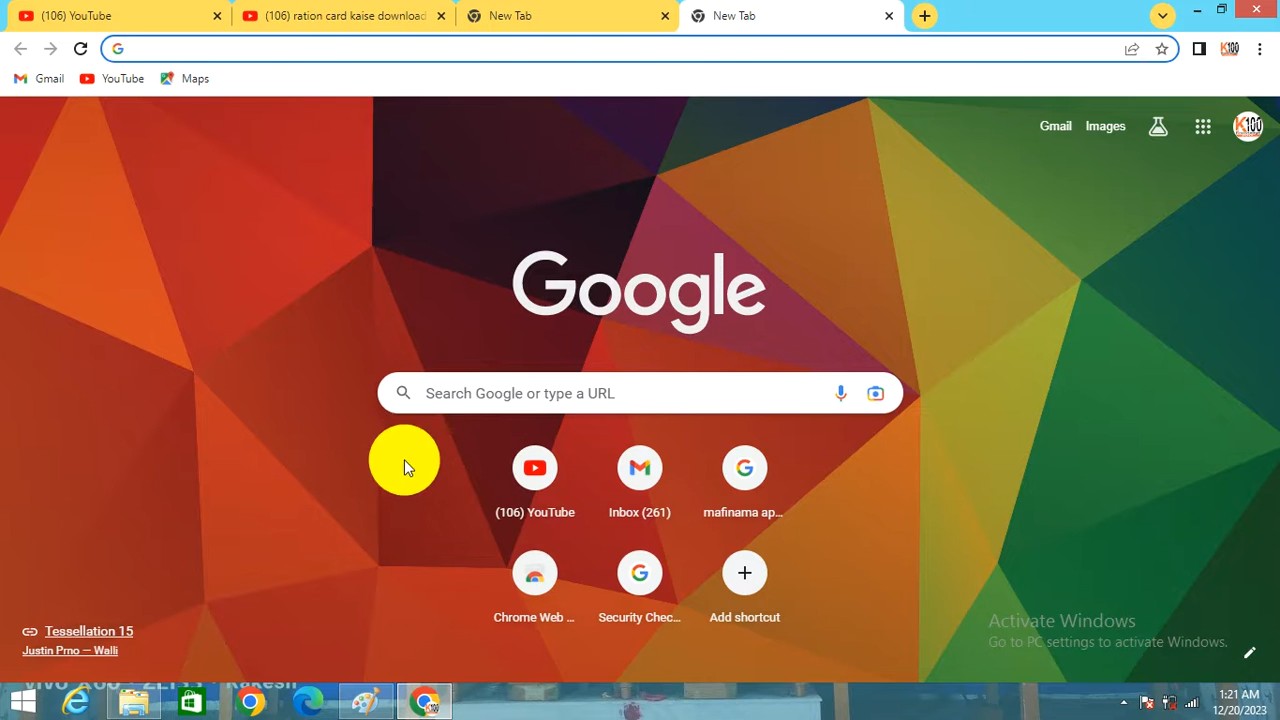 (106) YouTube
(106) ration card kaise download
New Tab
New Tab
Gmail
YouTube
Maps
K100
Gmail
Images
K100
Google
Search Google or type a URL
(106) YouTube
Inbox (261)
mafinama ap...
Chrome Web ...
Security Chec...
Add shortcut
Tessellation 15
Justin Prno — Walli
Activate Windows
Go to PC settings to activate Windows.
1:21 AM
12/20/2023